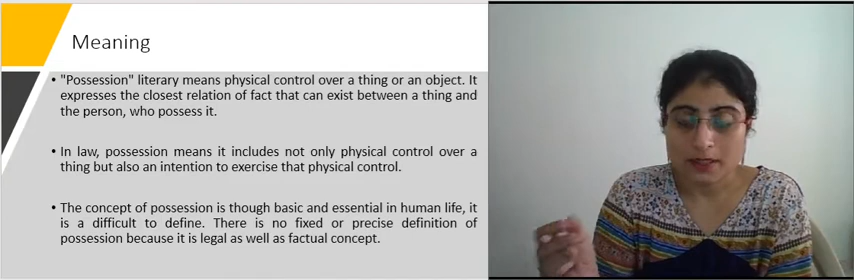 Meaning
• "Possession" literary means physical control over a thing or an object. It
expresses the closest relation of fact that can exist between a thing and
the person, who possess it.
• In law, possession means it includes not only physical control over a
thing but also an intention to exercise that physical control.
• The concept of possession is though basic and essential in human life, it
is a difficult to define. There is no fixed or precise definition of
possession because it is legal as well as factual concept.